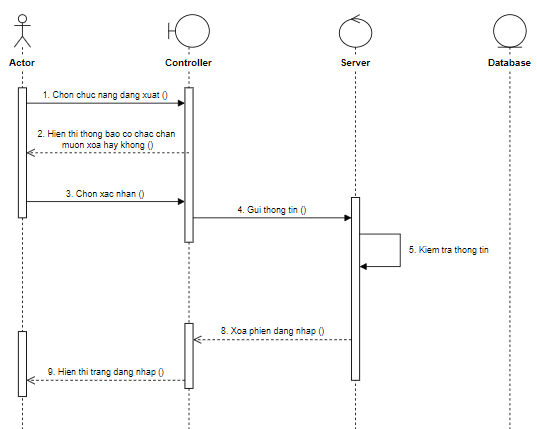 Actor
Controller
Server
Database
1. Chon chuc nang dang xuat ()
2. Hien thi thong bao co chac chan
muon xoa hay khong ()
3. Chon xac nhan ()
4. Gui thong tin ()
5. Kiem tra thong tin
8. Xoa phien dang nhap ()
9. Hien thi trang dang nhap ()